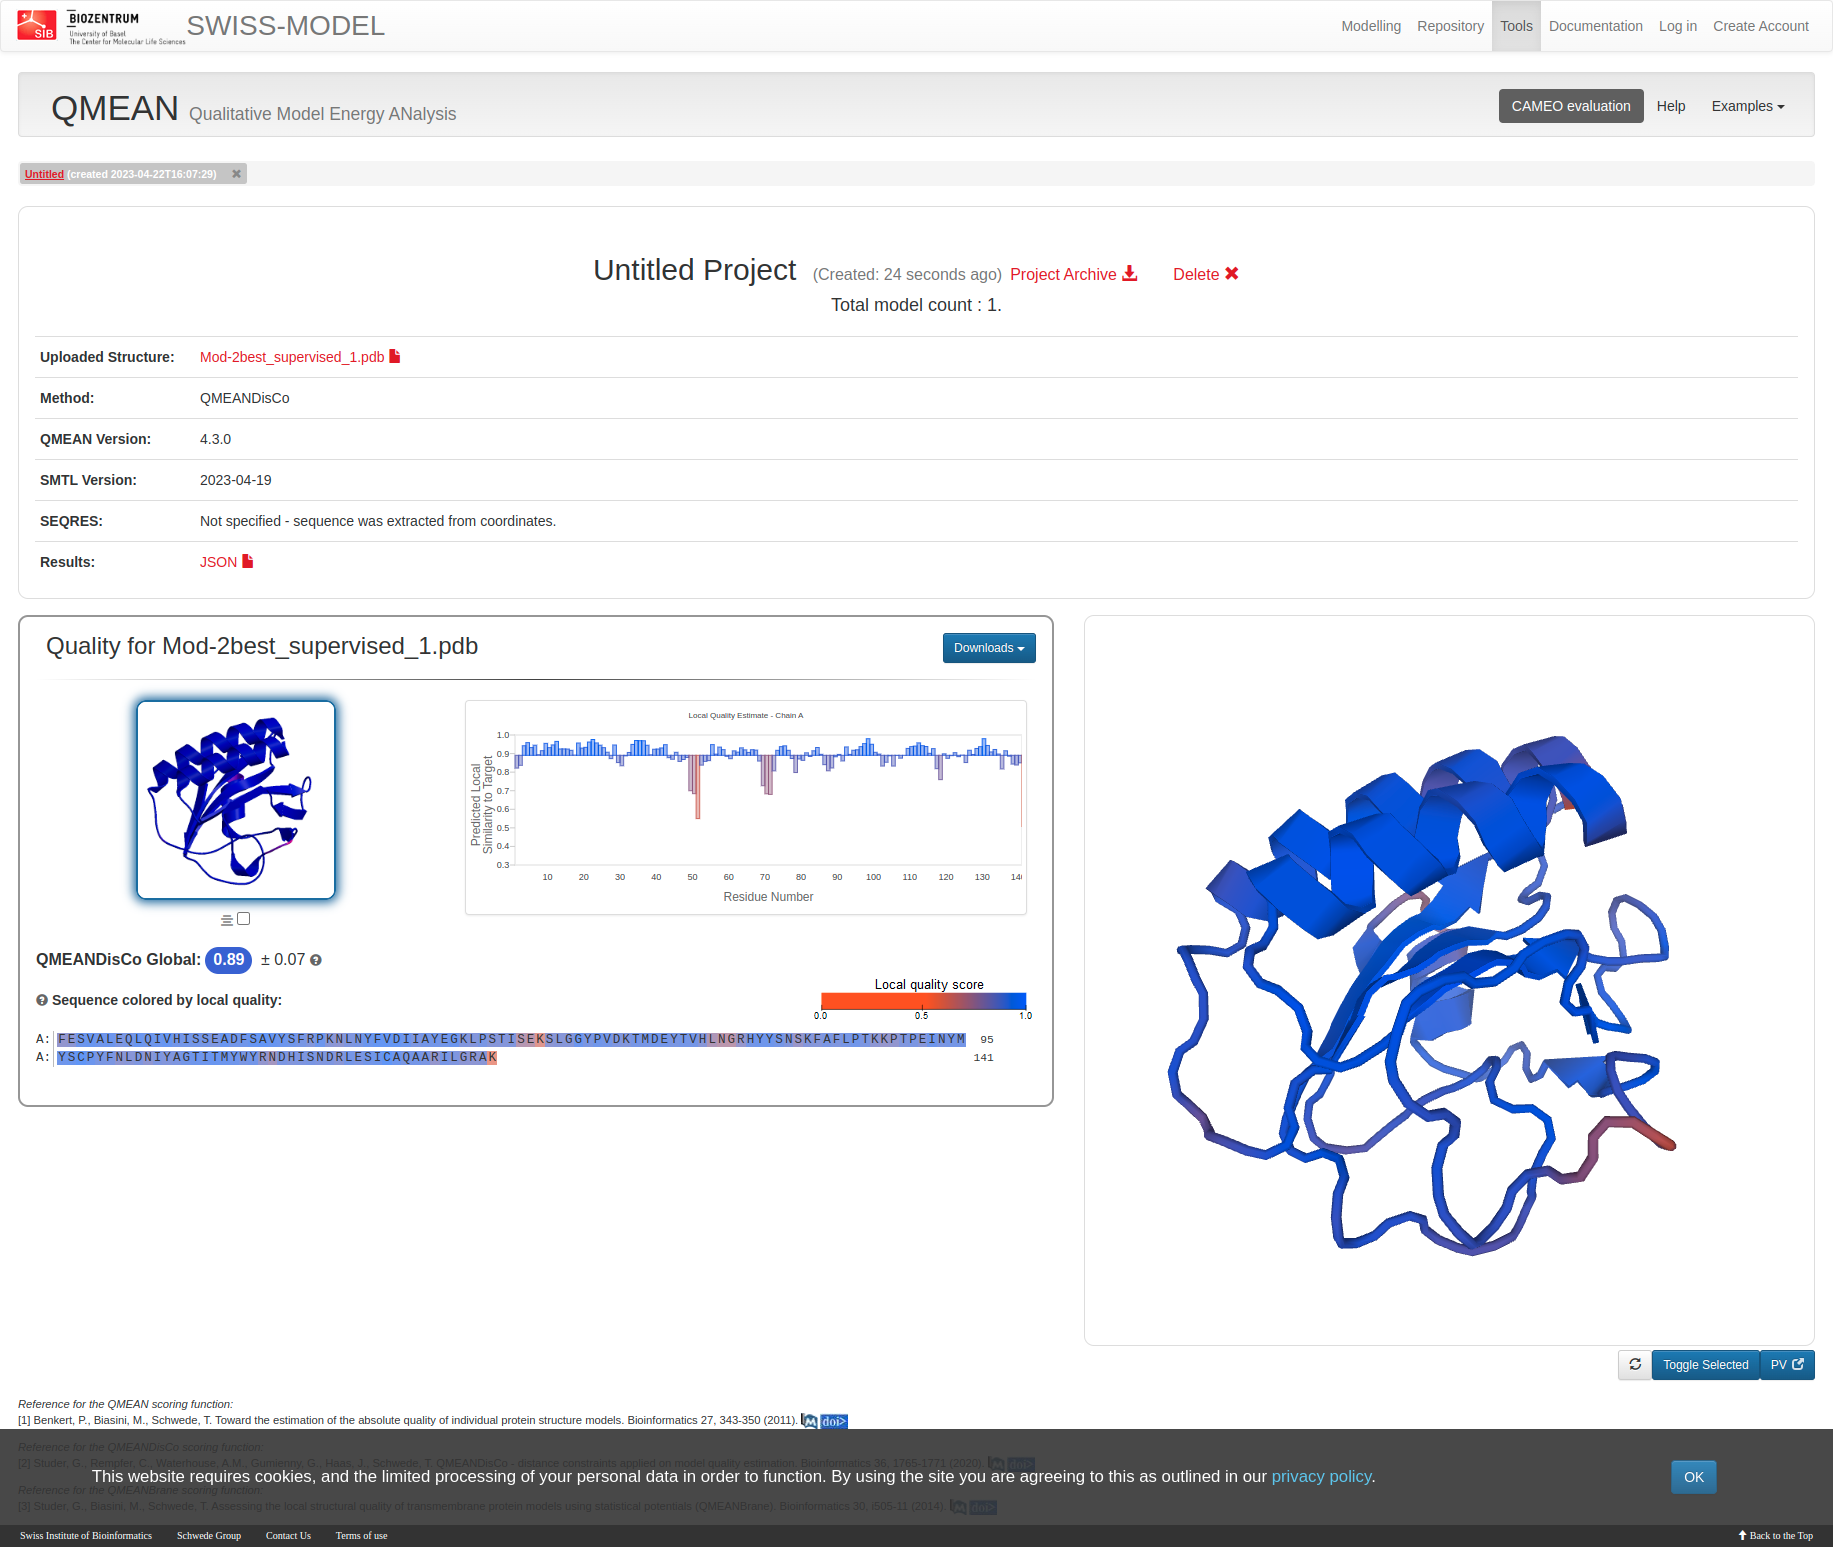 SIB
BIOZENTRUM
University of Basel
The Center for Molecular Life Sciences
SWISS-MODEL
Modelling Repository Tools Documentation Log in Create Account
QMEAN Qualitative Model Energy ANalysis
CAMEO evaluation Help Examples
Untitled (created 2023-04-22T16:07:29)
Untitled Project (Created: 24 seconds ago) Project Archive Delete
Total model count : 1.
Uploaded Structure: Mod-2best_supervised_1.pdb
Method: QMEANDisCo
QMEAN Version: 4.3.0
SMTL Version: 2023-04-19
SEQRES: Not specified - sequence was extracted from coordinates.
Results: JSON
Quality for Mod-2best_supervised_1.pdb
Downloads
Local Quality Estimate - Chain A
Predicted Local
Similarity to Target
1.0
0.9
0.8
0.7
0.6
0.5
0.4
0.3
10 20 30 40 50 60 70 80 90 100 110 120 130
Residue Number
QMEANDisCo Global: 0.89 ± 0.07
Sequence colored by local quality:
Local quality score
0.0 0.5 1.0
A: FESVALEQLQIVHISSEADFSAVYSFRPKNLNYFVDIIAYEGKLPSTISEKSLGGYPVDKTMDEYTVHLNGRHYYSNSKFAFLPTKKPTPEINYM 95
A: YSCPYFNLDNIYAGTITMYWYRNDHISNDRLESICAQAARILGRAK 141
Toggle Selected PV
Reference for the QMEAN scoring function:
[1] Benkert, P., Biasini, M., Schwede, T. Toward the estimation of the absolute quality of individual protein structure models. Bioinformatics 27, 343-350 (2011). M doi>
Reference for the QMEANDisCo scoring function:
[2] Studer, G., Rempfer, C., Waterhouse, A.M., Gumienny, G., Haas, J., Schwede, T. QMEANDisCo - distance constraints applied on model quality estimation. Bioinformatics 36, 1765-1771 (2020). M doi>
This website requires cookies, and the limited processing of your personal data in order to function. By using the site you are agreeing to this as outlined in our privacy policy.
OK
Reference for the QMEANBrane scoring function:
[3] Studer, G., Biasini, M., Schwede, T. Assessing the local structural quality of transmembrane protein models using statistical potentials (QMEANBrane). Bioinformatics 30, i505-11 (2014). M doi>
Swiss Institute of Bioinformatics Schwede Group Contact Us Terms of use
Back to the Top